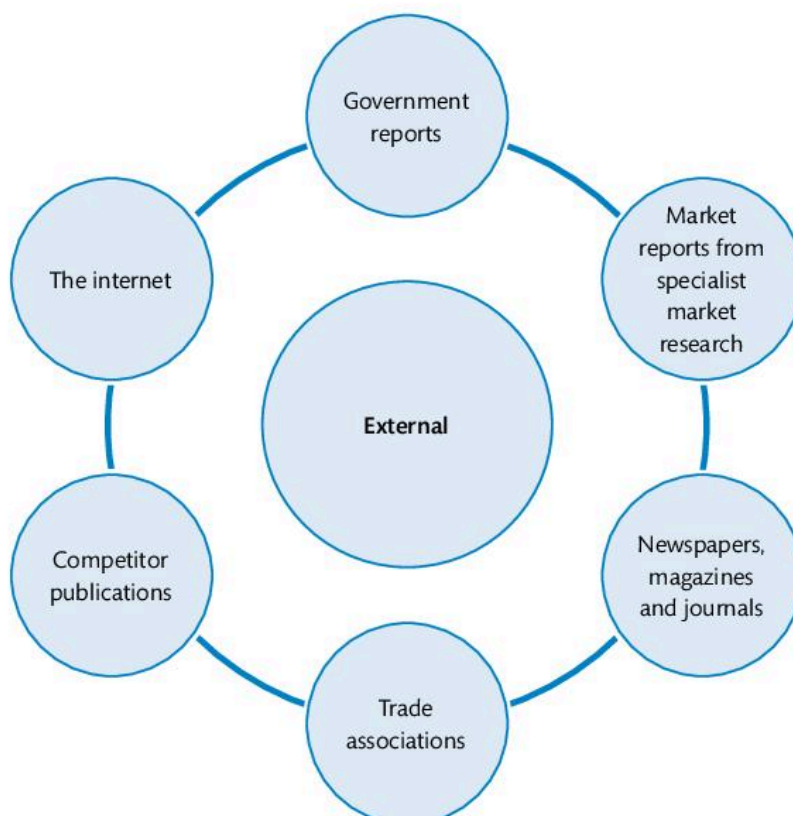 Government
reports
Market
reports from
specialist
market
research
The internet
External
Newspapers,
magazines
and journals
Competitor
publications
Trade
associations